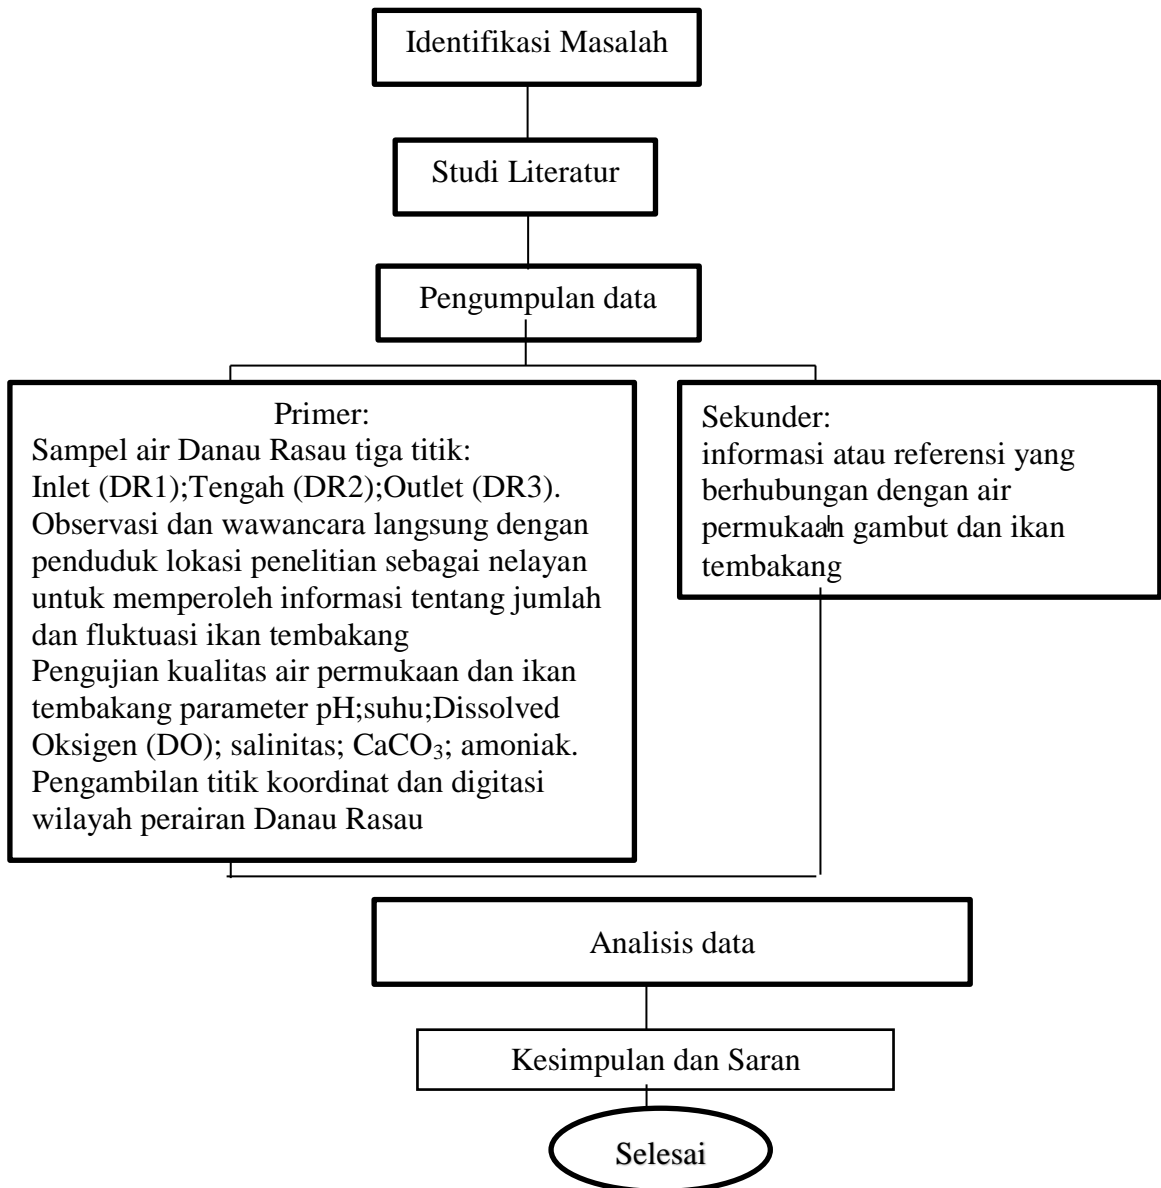 Identifikasi Masalah
Studi Literatur
Pengumpulan data
Primer:
Sampel air Danau Rasau tiga titik:
Inlet (DR1);Tengah (DR2);Outlet (DR3).
Observasi dan wawancara langsung dengan
penduduk lokasi penelitian sebagai nelayan
untuk memperoleh informasi tentang jumlah
dan fluktuasi ikan tembakang
Pengujian kualitas air permukaan dan ikan
tembakang parameter pH;suhu;Dissolved
Oksigen (DO); salinitas; CaCO₃; amoniak.
Pengambilan titik koordinat dan digitasi
wilayah perairan Danau Rasau
Sekunder:
informasi atau referensi yang
berhubungan dengan air
permukaan gambut dan ikan
tembakang
Analisis data
Kesimpulan dan Saran
Selesai